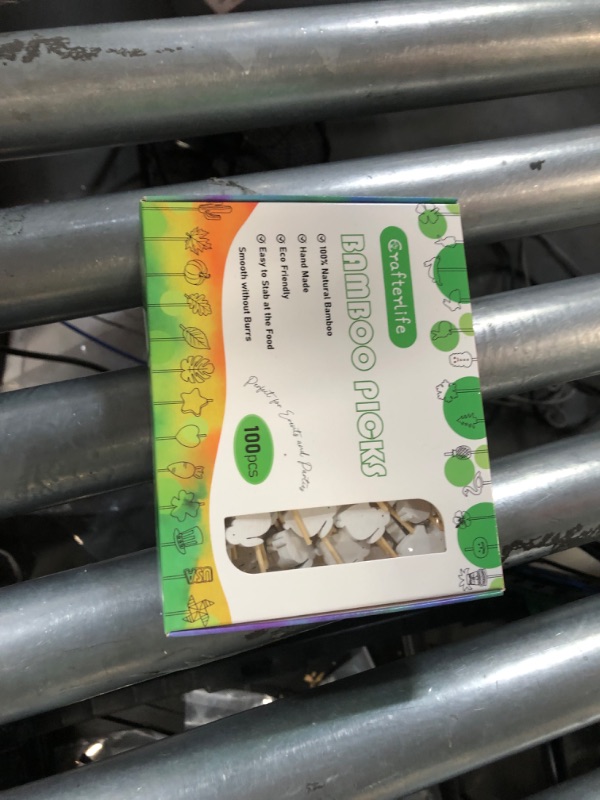 Crafterlife
BAMBOO PICKS
100% Natural Bamboo
Hand Made
Eco Friendly
Easy to Stab at the Food
Smooth without Burrs
Perfect for Events and Parties
100pcs